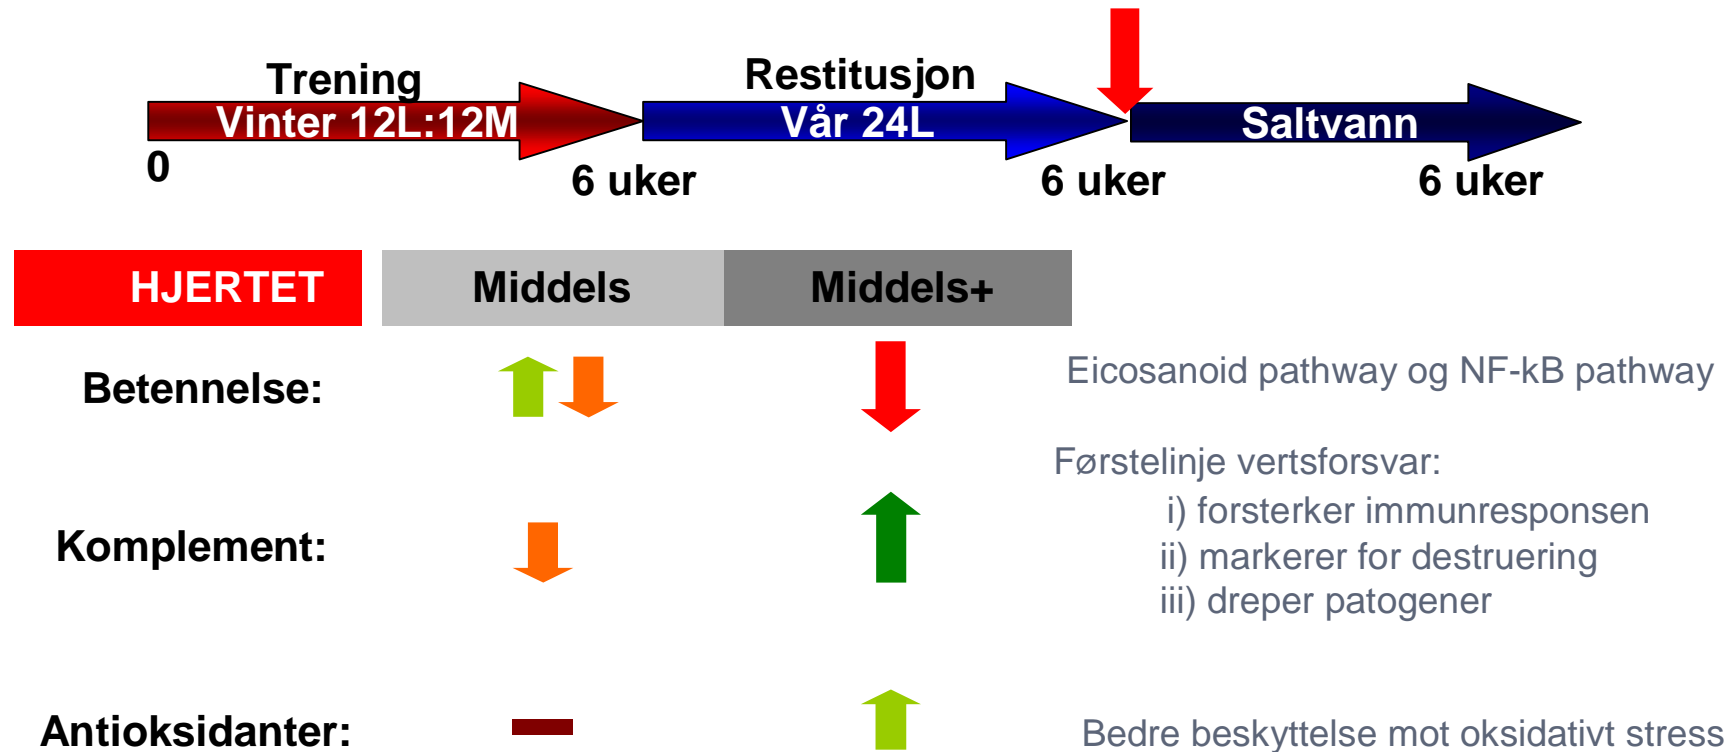 Trening
Restitusjon
Vinter 12L:12M
Vår 24L
Saltvann
0
6 uker
6 uker
6 uker
HJERTET
Middels
Middels+
Betennelse:
Eicosanoid pathway og NF-kB pathway
Førstelinje vertsforsvar:
i) forsterker immunresponsen
Komplement:
ii) markerer for destruering
iii) dreper patogener
Antioksidanter:
Bedre beskyttelse mot oksidativt stress